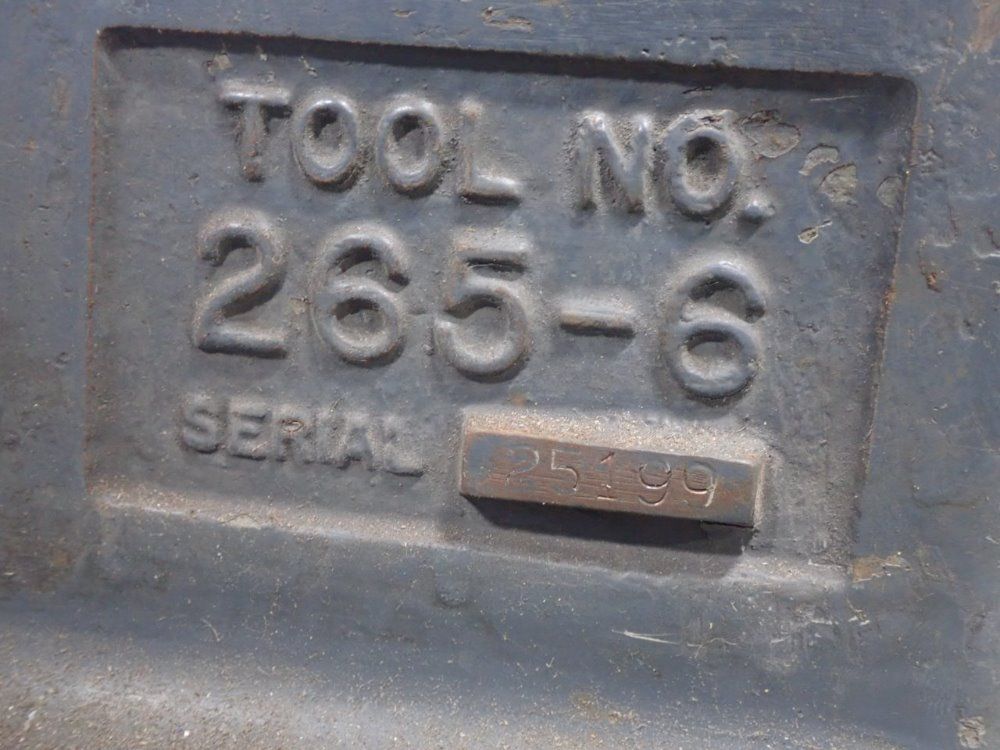 TOOL NO.
265-6
SERIAL 25199